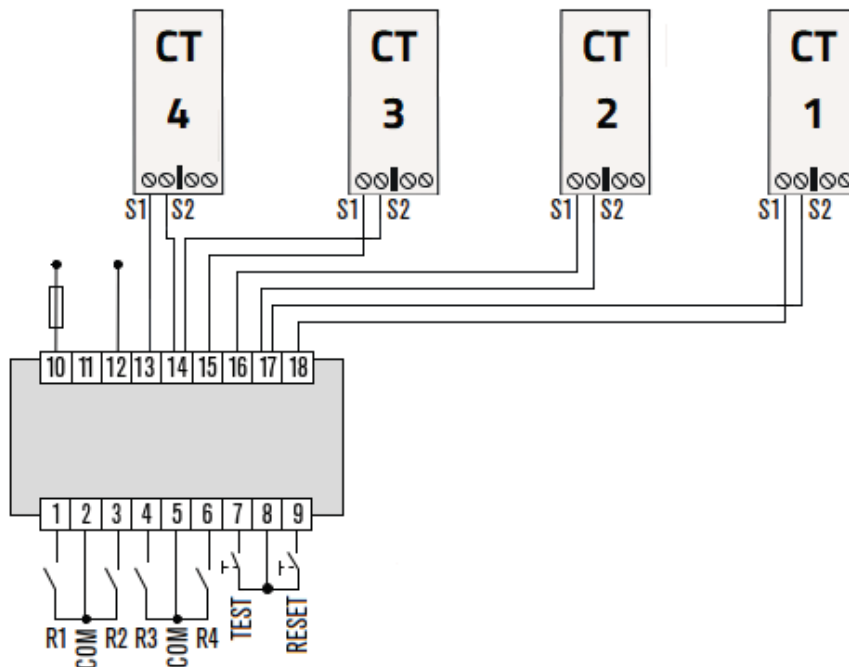 CT CT CT CT
4 3 2 1
S1 S2 S1 S2 S1 S2 S1 S2
10 11 12 13 14 15 16 17 18
1 2 3 4 5 6 7 8 9
R1 COM R2 R3 COM R4 TEST RESET